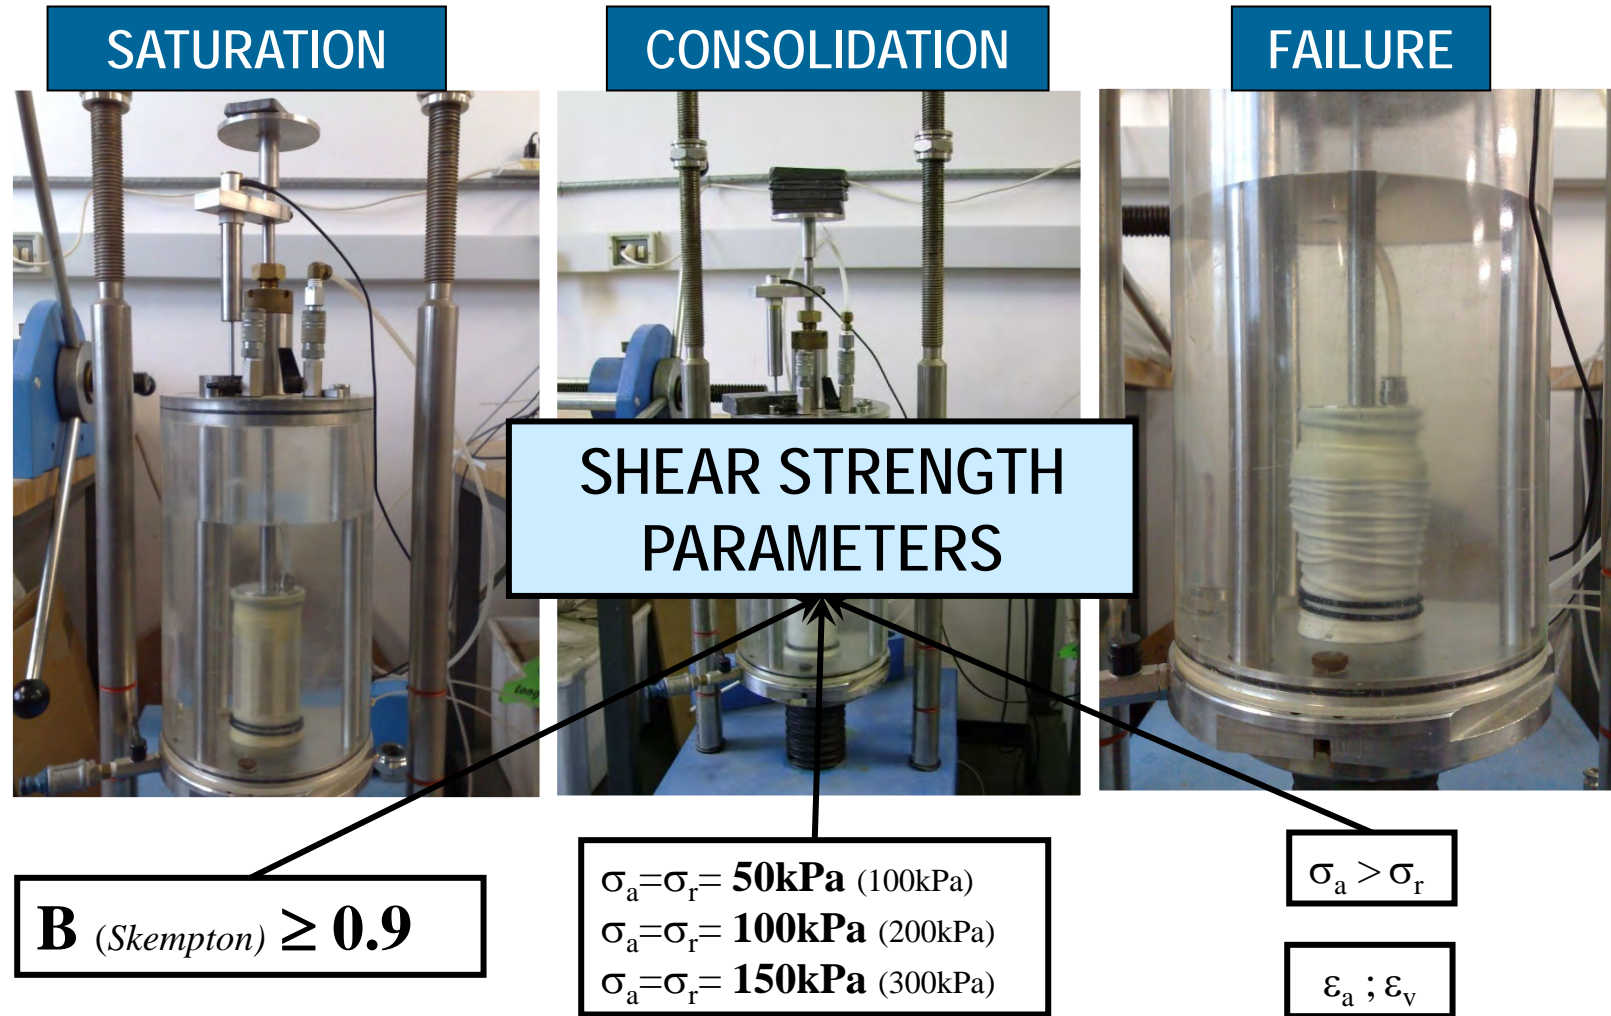 SATURATION
CONSOLIDATION
FAILURE
SHEAR STRENGTH
PARAMETERS
B (Skempton) ≥ 0.9
σₐ=σᵣ= 50kPa (100kPa)
σₐ=σᵣ= 100kPa (200kPa)
σₐ=σᵣ= 150kPa (300kPa)
σₐ > σᵣ
εₐ ; εᵥ